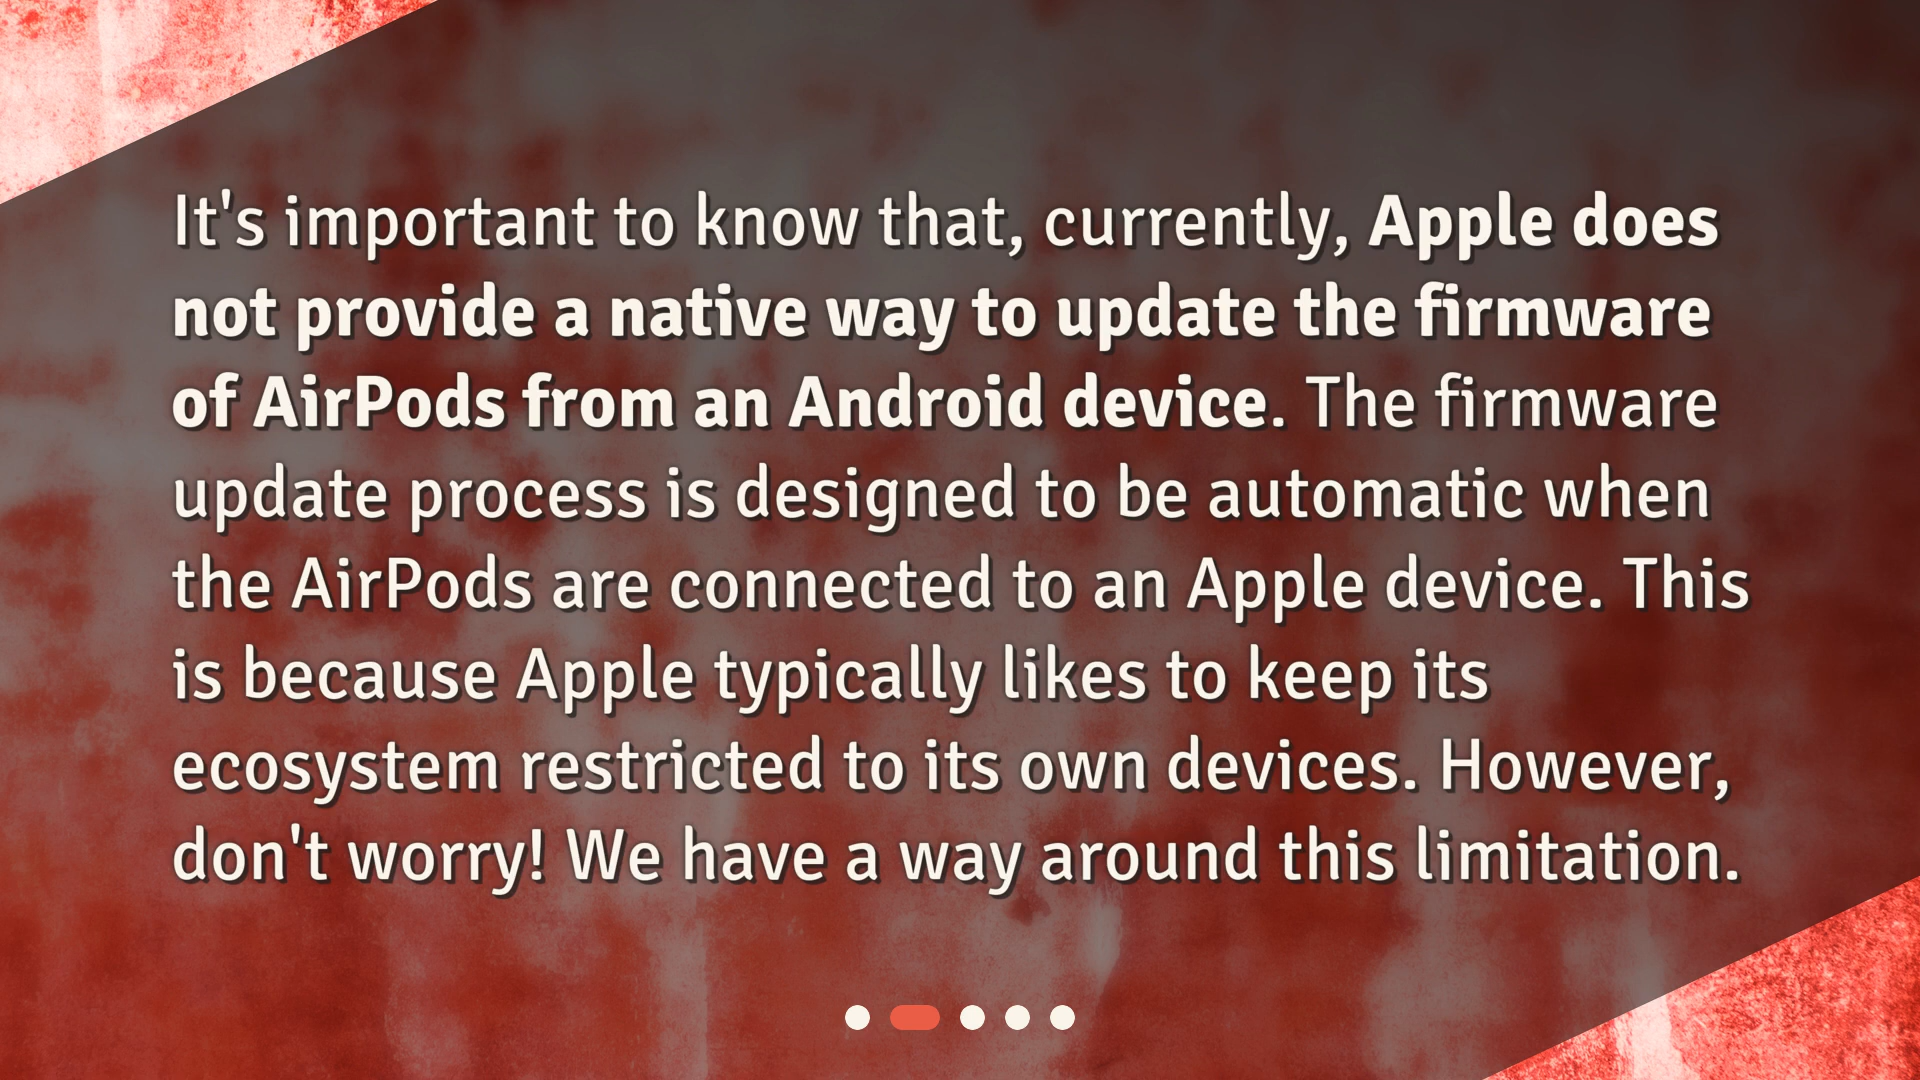 It's important to know that, currently, Apple does
not provide a native way to update the firmware
of AirPods from an Android device. The firmware
update process is designed to be automatic when
the AirPods are connected to an Apple device. This
is because Apple typically likes to keep its
ecosystem restricted to its own devices. However,
don't worry! We have a way around this limitation.